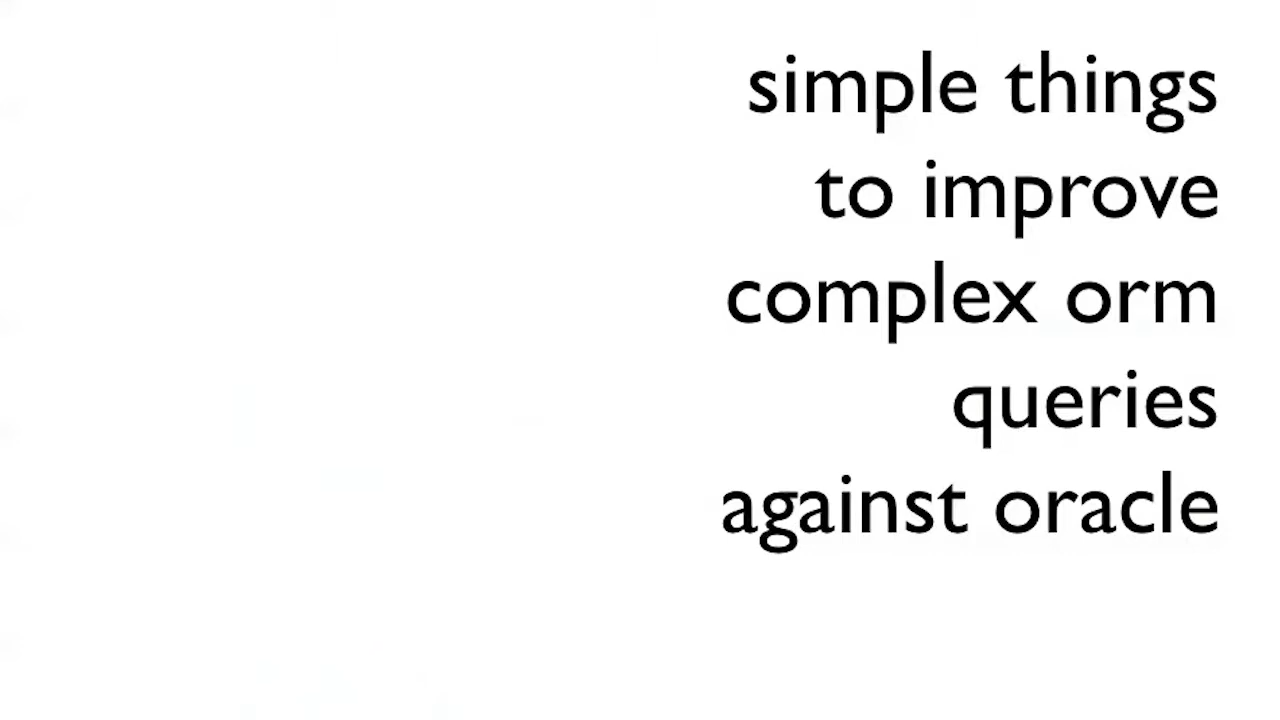 simple things
to improve
complex orm
queries
against oracle